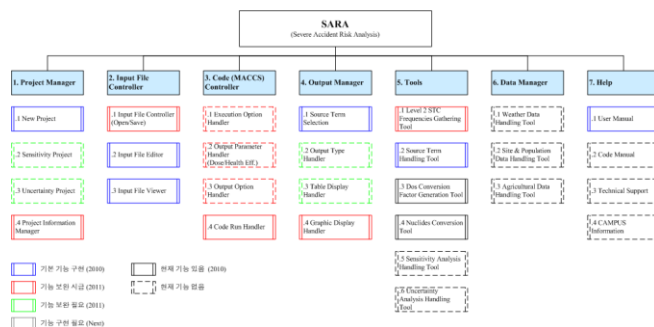 SARA
(Severe Accident Risk Analysis)
1. Project Manager
2. Input File
Controller
3. Code (MACCS)
Controller
4. Output Manager
5. Tools
6. Data Manager
7. Help
.1 New Project
.2 Sensitivity Project
.3 Uncertainty Project
.4 Project Information
Manager
.1 Input File Controller
(Open/Save)
.2 Input File Editor
.3 Input File Viewer
.1 Execution Option
Handler
.2 Output Parameter
Handler
(Dose/Health Eff.)
.3 Output Option
Handler
.4 Code Run Handler
.1 Source Term
Selection
.2 Output Type
Handler
.3 Table Display
Handler
.4 Graphic Display
Handler
.1 Level 2 STC
Frequencies Gathering
Tool
.2 Source Term
Handling Tool
.3 Dos Conversion
Factor Generation Tool
.4 Nuclides Conversion
Tool
.5 Sensitivity Analysis
Handling Tool
.6 Uncertainty
Analysis Handling
Tool
.1 Weather Data
Handling Tool
.2 Site & Population
Data Handling Tool
.3 Agricultural Data
Handling Tool
.1 User Manual
.2 Code Manual
.3 Technical Support
.4 CAMPUS
Information
기본 기능 구현 (2010)
기능 보완 시급 (2011)
기능 보완 필요 (2011)
기능 구현 필요 (Next)
현재 기능 있음 (2010)
현재 기능 없음